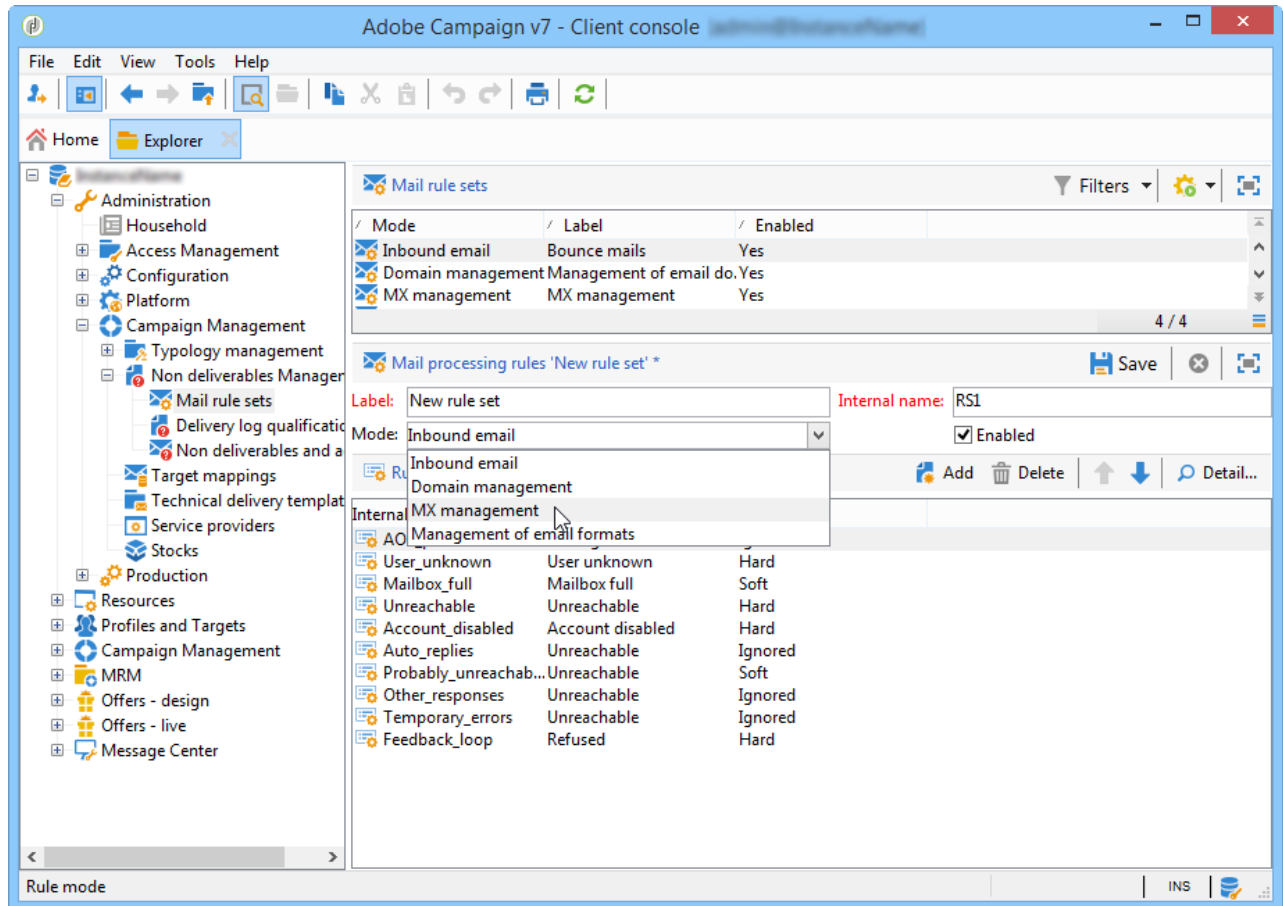 Adobe Campaign v7 - Client console
File Edit View Tools Help
Home Explorer
Administration
Household
Access Management
Configuration
Platform
Campaign Management
Typology management
Non deliverables Manager
Mail rule sets
Delivery log qualificatio
Non deliverables and a
Target mappings
Technical delivery templat
Service providers
Stocks
Production
Resources
Profiles and Targets
Campaign Management
MRM
Offers - design
Offers - live
Message Center
Mail rule sets Filters
Mode Label Enabled
Inbound email Bounce mails Yes
Domain management Management of email do. Yes
MX management MX management Yes
4 / 4
Mail processing rules 'New rule set' * Save
Label: New rule set Internal name: RS1
Mode: Inbound email Enabled
Inbound email
Domain management
MX management
Management of email formats
Ru Add Delete Detail...
Internal
AO
User_unknown User unknown Hard
Mailbox_full Mailbox full Soft
Unreachable Unreachable Hard
Account_disabled Account disabled Hard
Auto_replies Unreachable Ignored
Probably_unreachab... Unreachable Soft
Other_responses Unreachable Ignored
Temporary_errors Unreachable Ignored
Feedback_loop Refused Hard
Rule mode INS